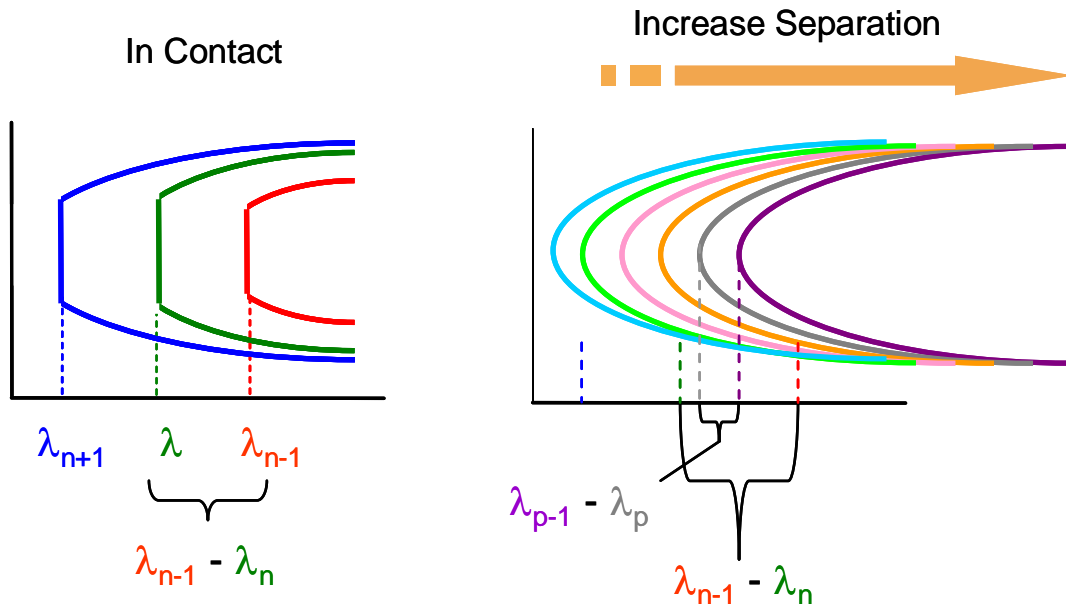 In Contact
Increase Separation
λn+1 λ λn-1
λn-1 - λn
λp-1 - λp
λn-1 - λn